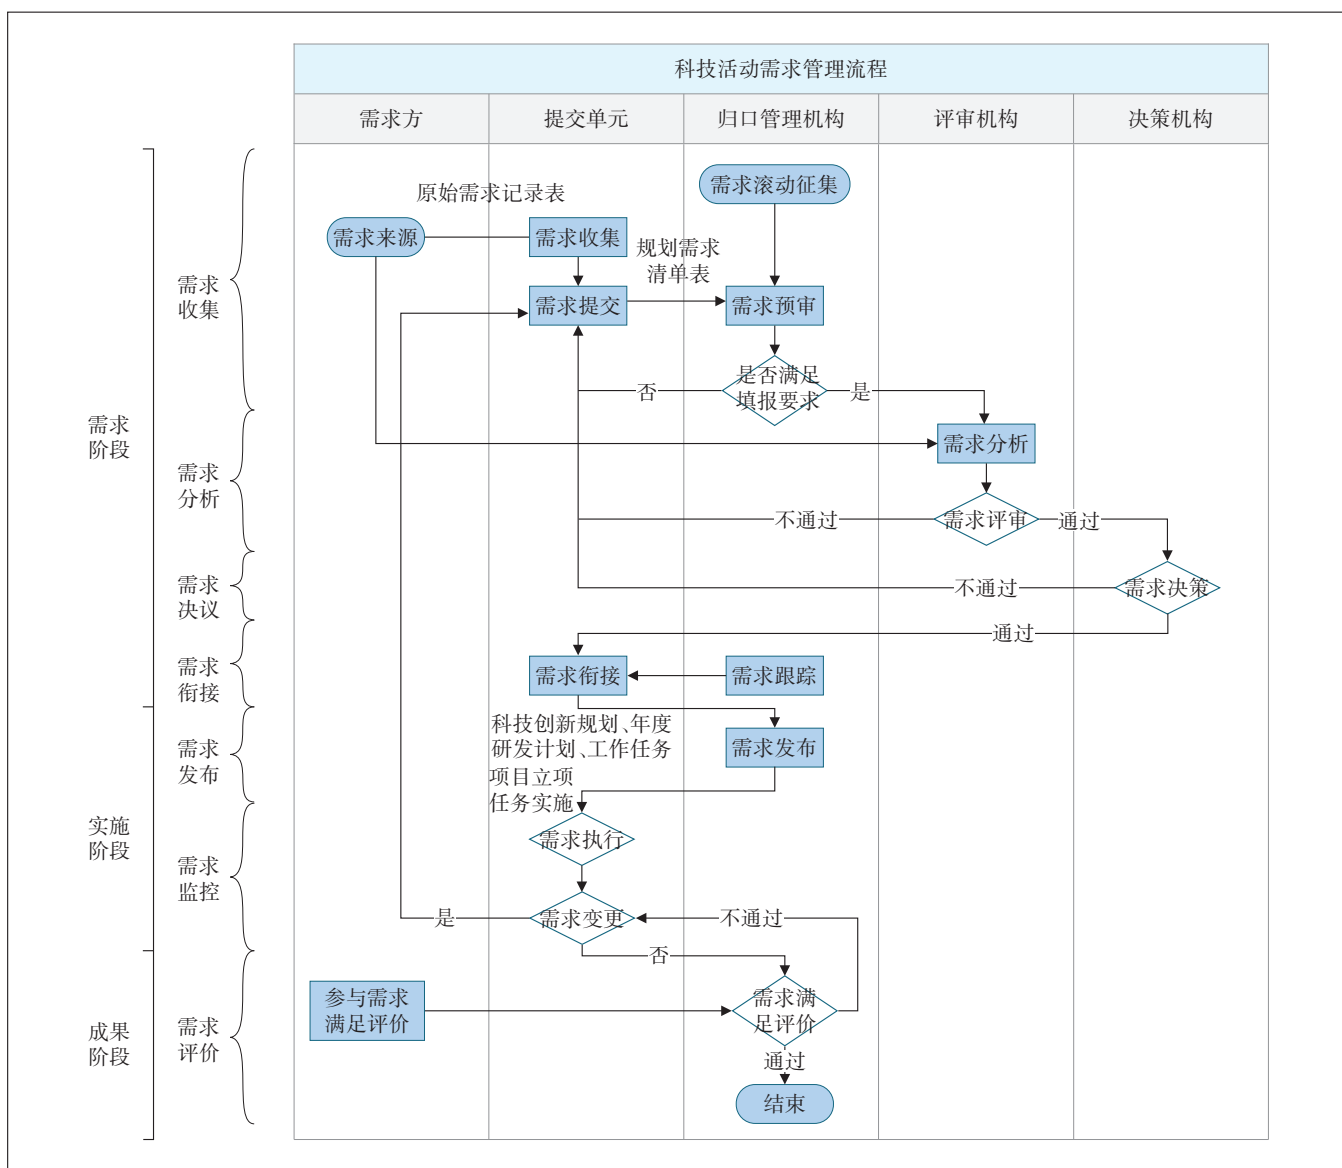 科技活动需求管理流程
需求方
提交单元
归口管理机构
评审机构
决策机构
需求滚动征集
原始需求记录表
需求来源
需求收集
规划需求
清单表
需求
收集
需求提交
需求预审
是否满足
填报要求
否
是
需求
阶段
需求分析
需求
分析
不通过
需求评审
通过
需求
决议
不通过
需求决策
通过
需求
衔接
需求衔接
需求跟踪
科技创新规划、年度
研发计划、工作任务
需求发布
需求
发布
项目立项
任务实施
实施
阶段
需求执行
需求
监控
是
需求变更
不通过
否
参与需求
满足评价
需求满
足评价
成果
阶段
需求
评价
通过
结束